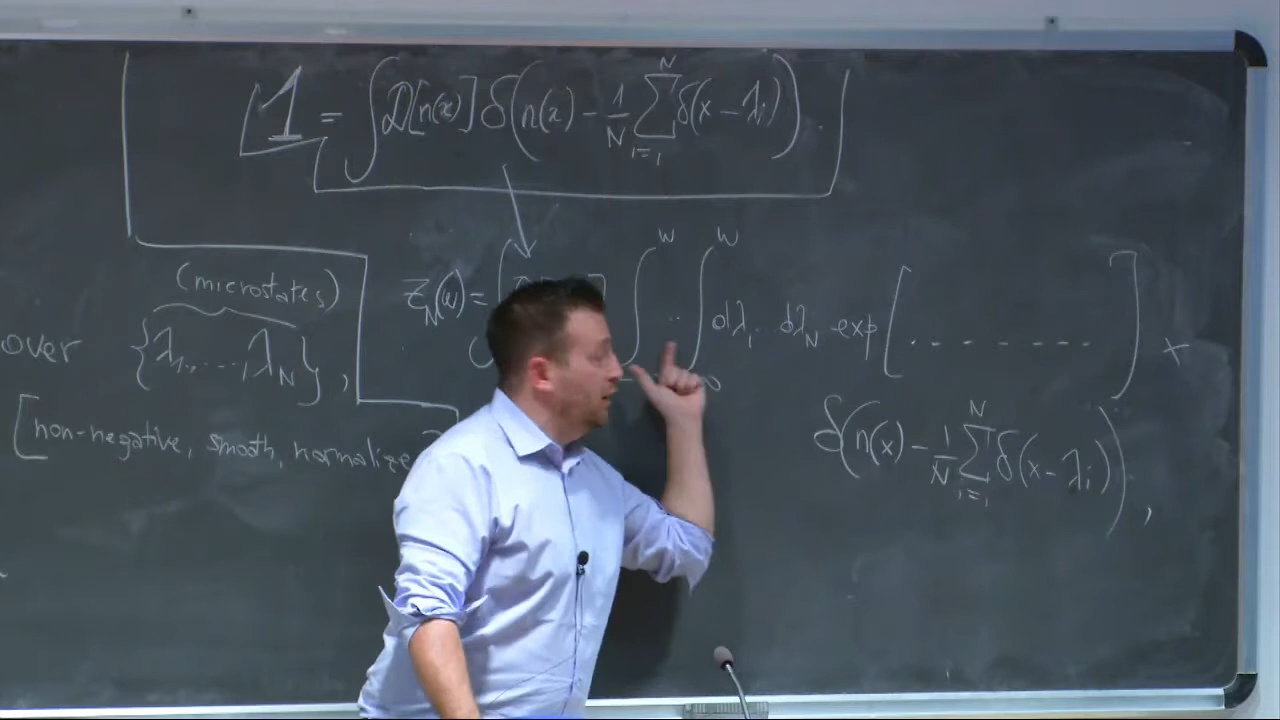 1 = ∫ D[n(x)] δ(n(x) - 1/N ∑_{i=1}^{N} δ(x - λ_i)).
(microstates)
Z_N(w) = ∫ ∫^w .. ∫^w dλ_1 .. dλ_N exp[ . - - - - - - - ] ×
over {λ_1, ..., λ_N},
δ(n(x) - 1/N ∑_{i=1}^{N} δ(x - λ_i)),
[non-negative, smooth, normalize